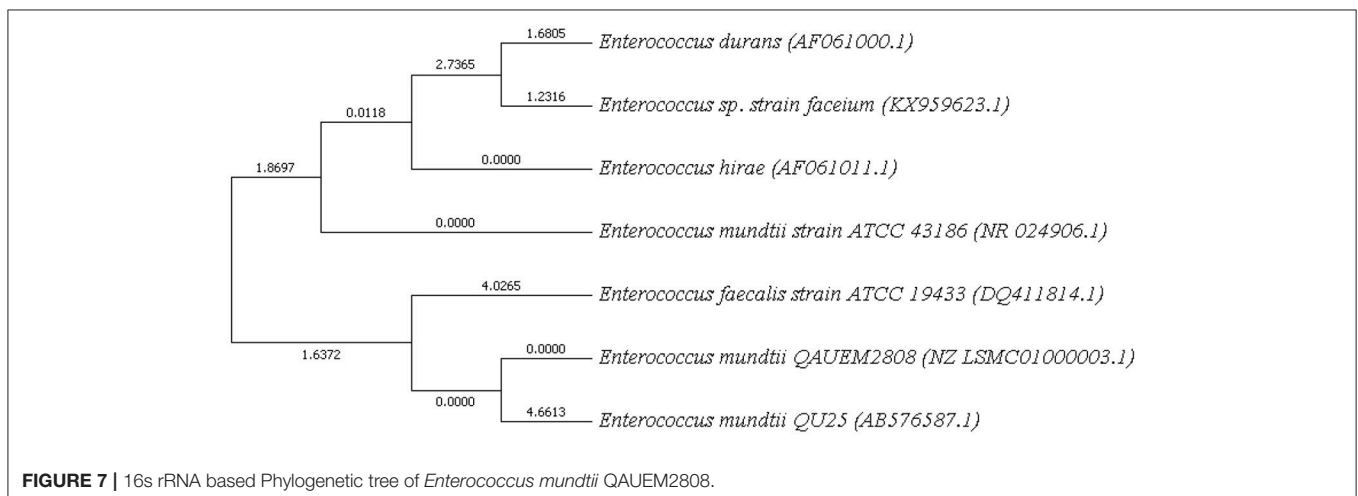 1.6805
Enterococcus durans (AF061000.1)
2.7365
1.2316
Enterococcus sp. strain faceium (KX959623.1)
0.0118
0.0000
Enterococcus hirae (AF061011.1)
1.8697
0.0000
Enterococcus mundtii strain ATCC 43186 (NR 024906.1)
4.0265
Enterococcus faecalis strain ATCC 19433 (DQ411814.1)
1.6372
0.0000
Enterococcus mundtii QAUEM2808 (NZ LSMC01000003.1)
0.0000
4.6613
Enterococcus mundtii QU25 (AB576587.1)
FIGURE 7 | 16s rRNA based Phylogenetic tree of Enterococcus mundtii QAUEM2808.